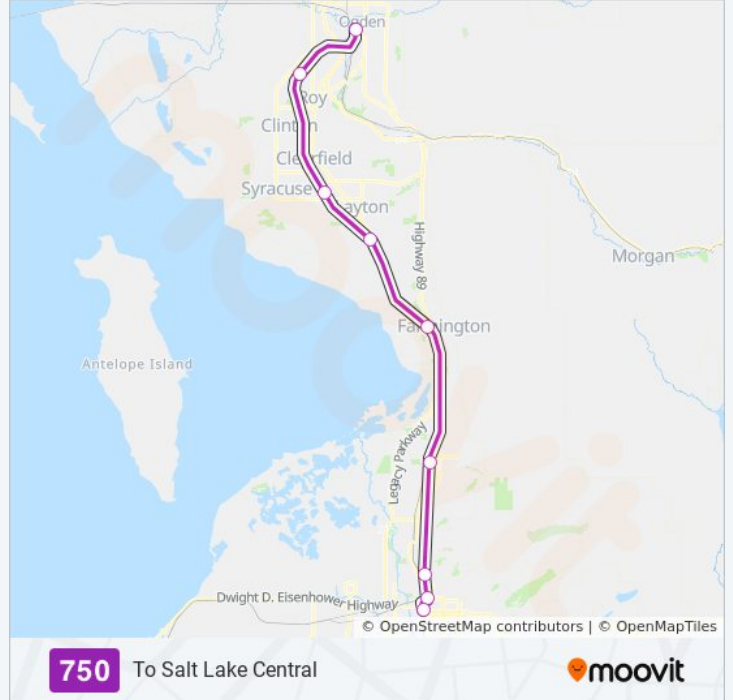 Ogden
Roy
Clinton
Clearfield
Syracuse
Layton
Highway 89
Morgan
Farmington
Antelope Island
Legacy Parkway
Dwight D. Eisenhower Highway
© OpenStreetMap contributors | © OpenMapTiles
750 To Salt Lake Central
moovit